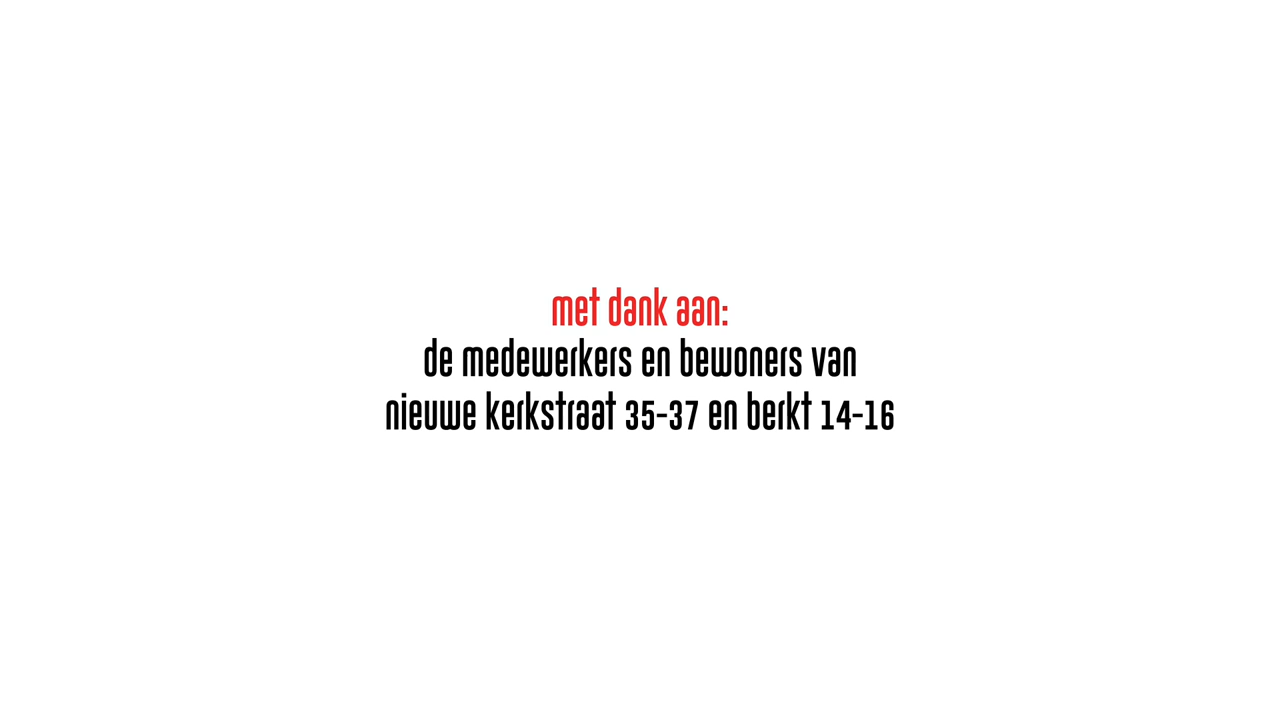 met dank aan:
de medewerkers en bewoners van
nieuwe kerkstraat 35-37 en berkt 14-16